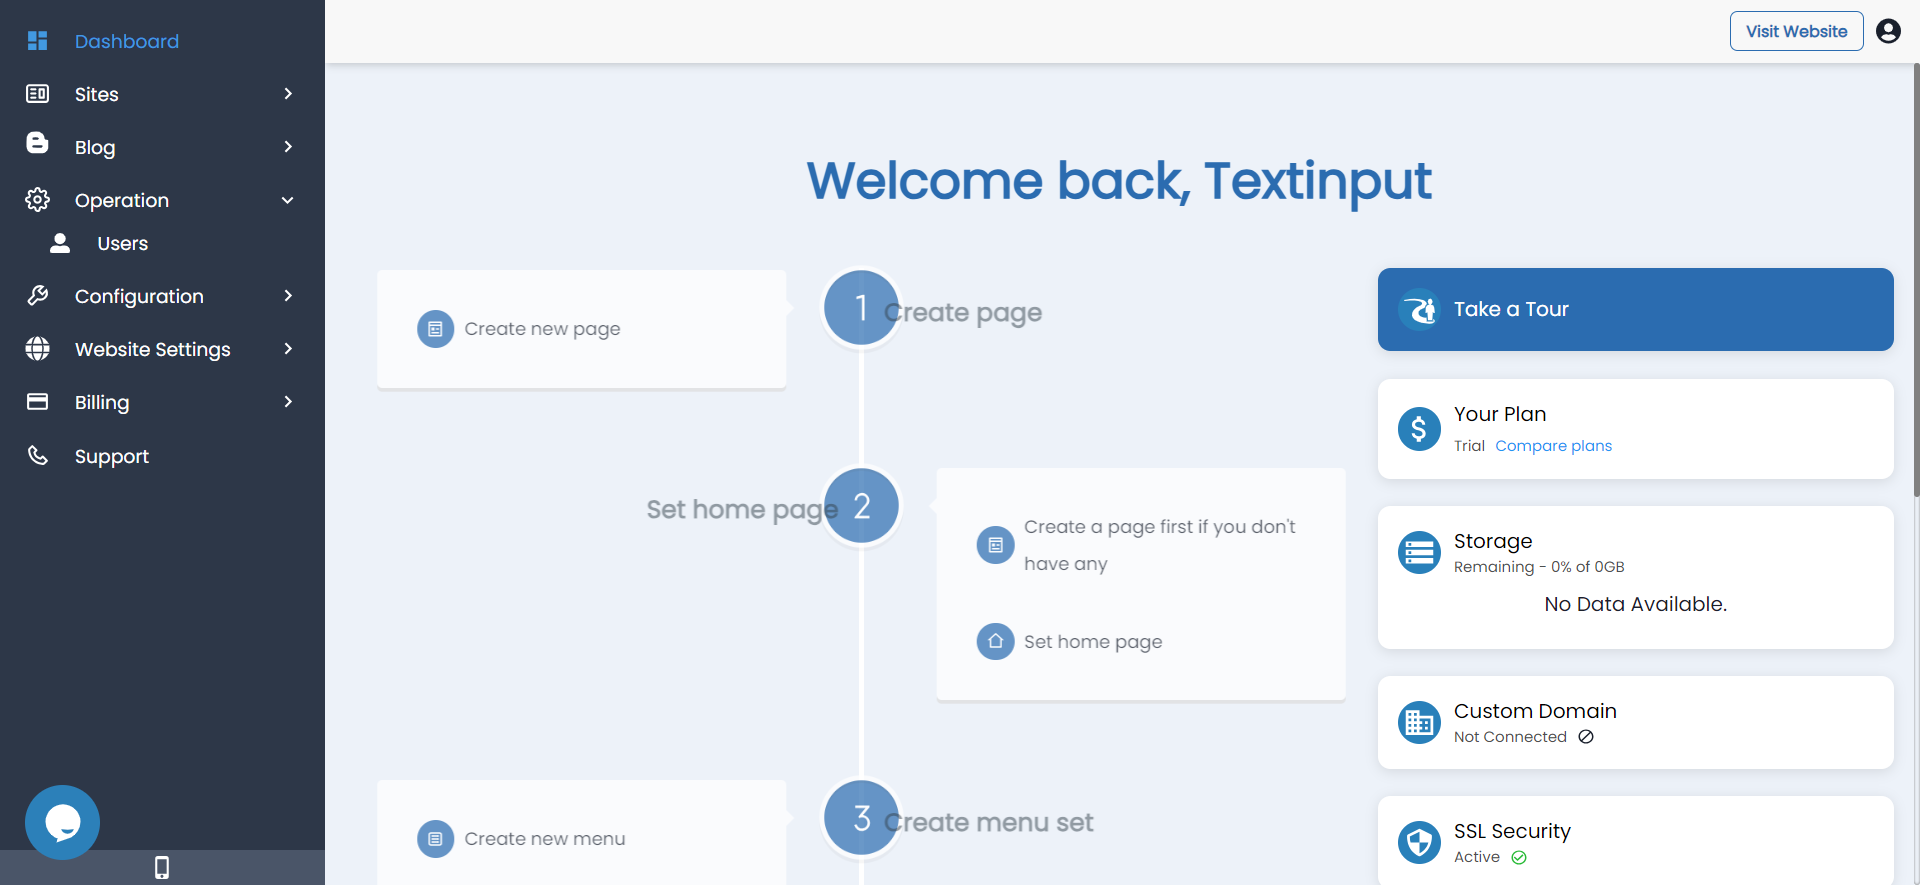 Dashboard
Sites
Blog
Operation
Users
Configuration
Website Settings
Billing
Support
Visit Website
Welcome back, Textinput
Create new page
1
Create page
Set home page
2
Create a page first if you don't
have any
Set home page
Create new menu
3
Create menu set
Take a Tour
Your Plan
Trial Compare plans
Storage
Remaining - 0% of 0GB
No Data Available.
Custom Domain
Not Connected
SSL Security
Active